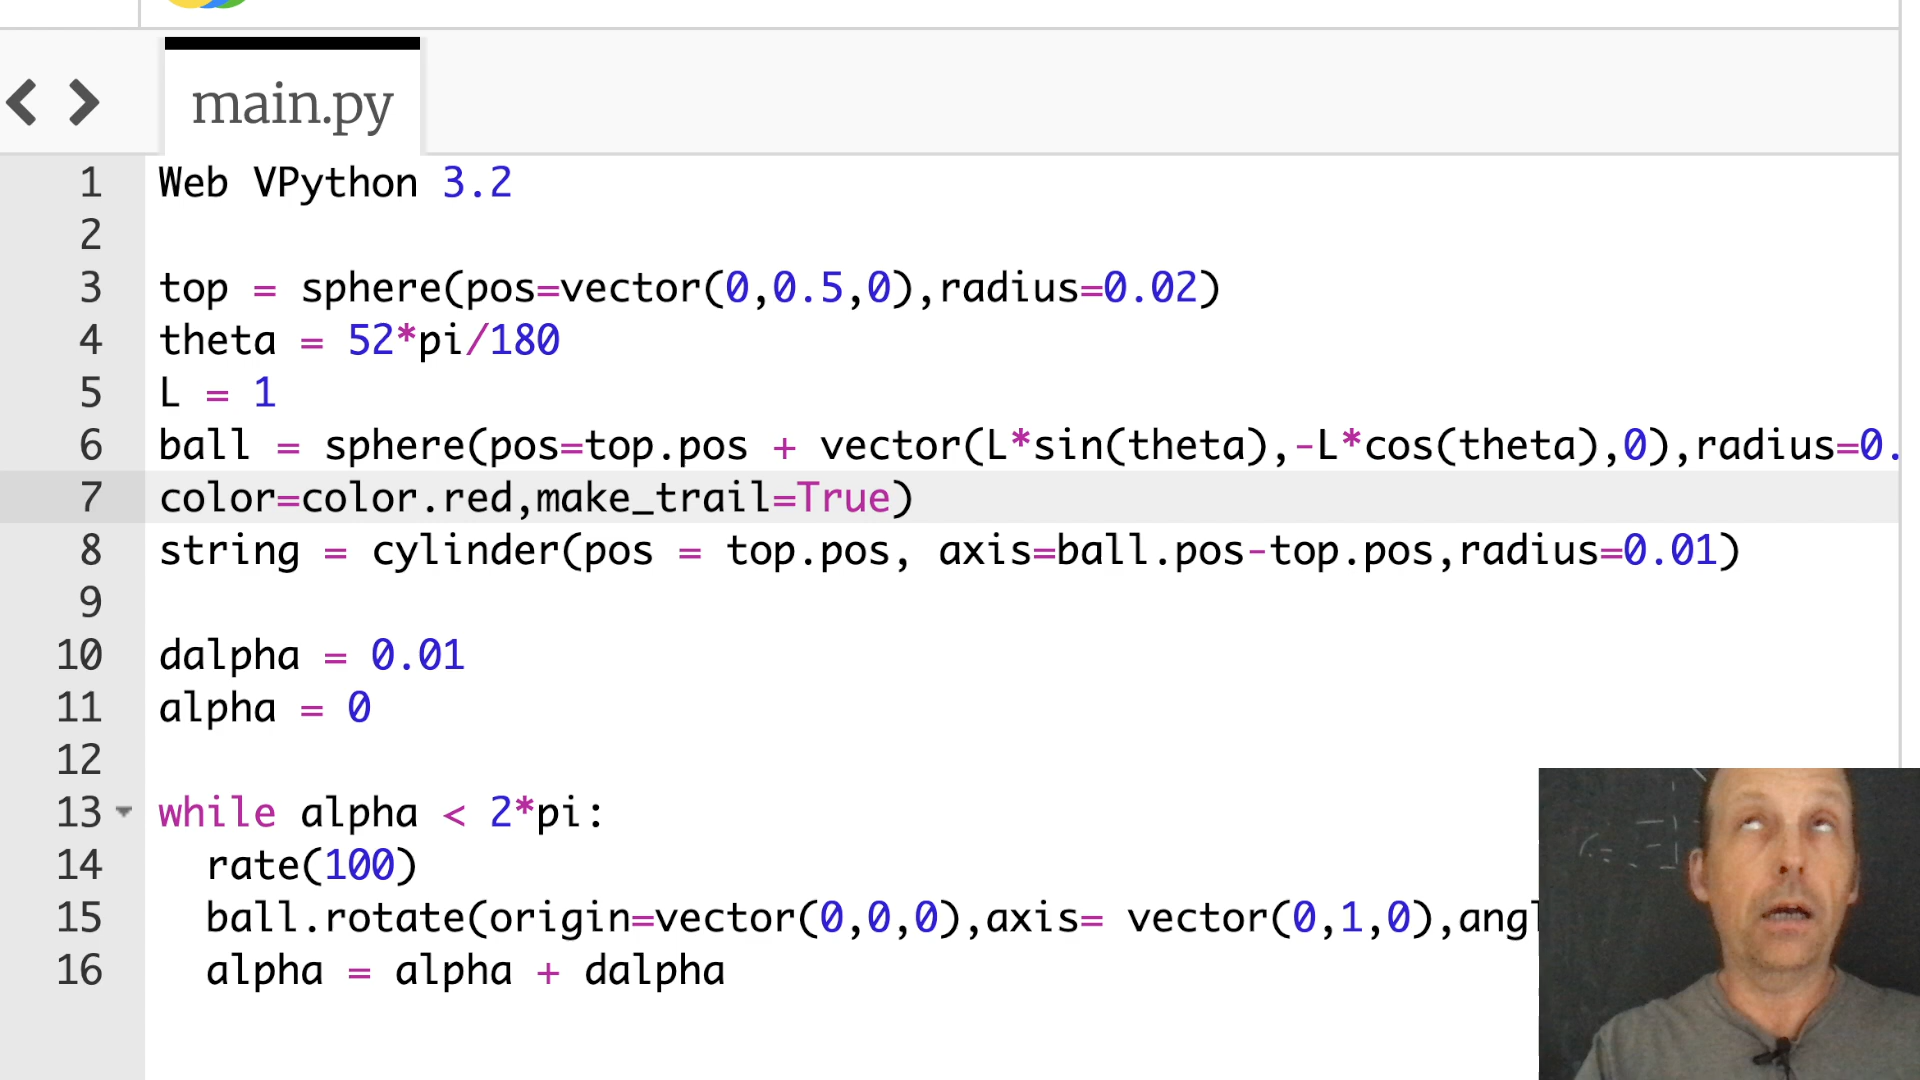 main.py
1 Web VPython 3.2
2
3 top = sphere(pos=vector(0,0.5,0),radius=0.02)
4 theta = 52*pi/180
5 L = 1
6 ball = sphere(pos=top.pos + vector(L*sin(theta),-L*cos(theta),0),radius=0.
7 color=color.red,make_trail=True)
8 string = cylinder(pos = top.pos, axis=ball.pos-top.pos,radius=0.01)
9
10 dalpha = 0.01
11 alpha = 0
12
13 while alpha < 2*pi:
14 rate(100)
15 ball.rotate(origin=vector(0,0,0),axis= vector(0,1,0),angl
16 alpha = alpha + dalpha